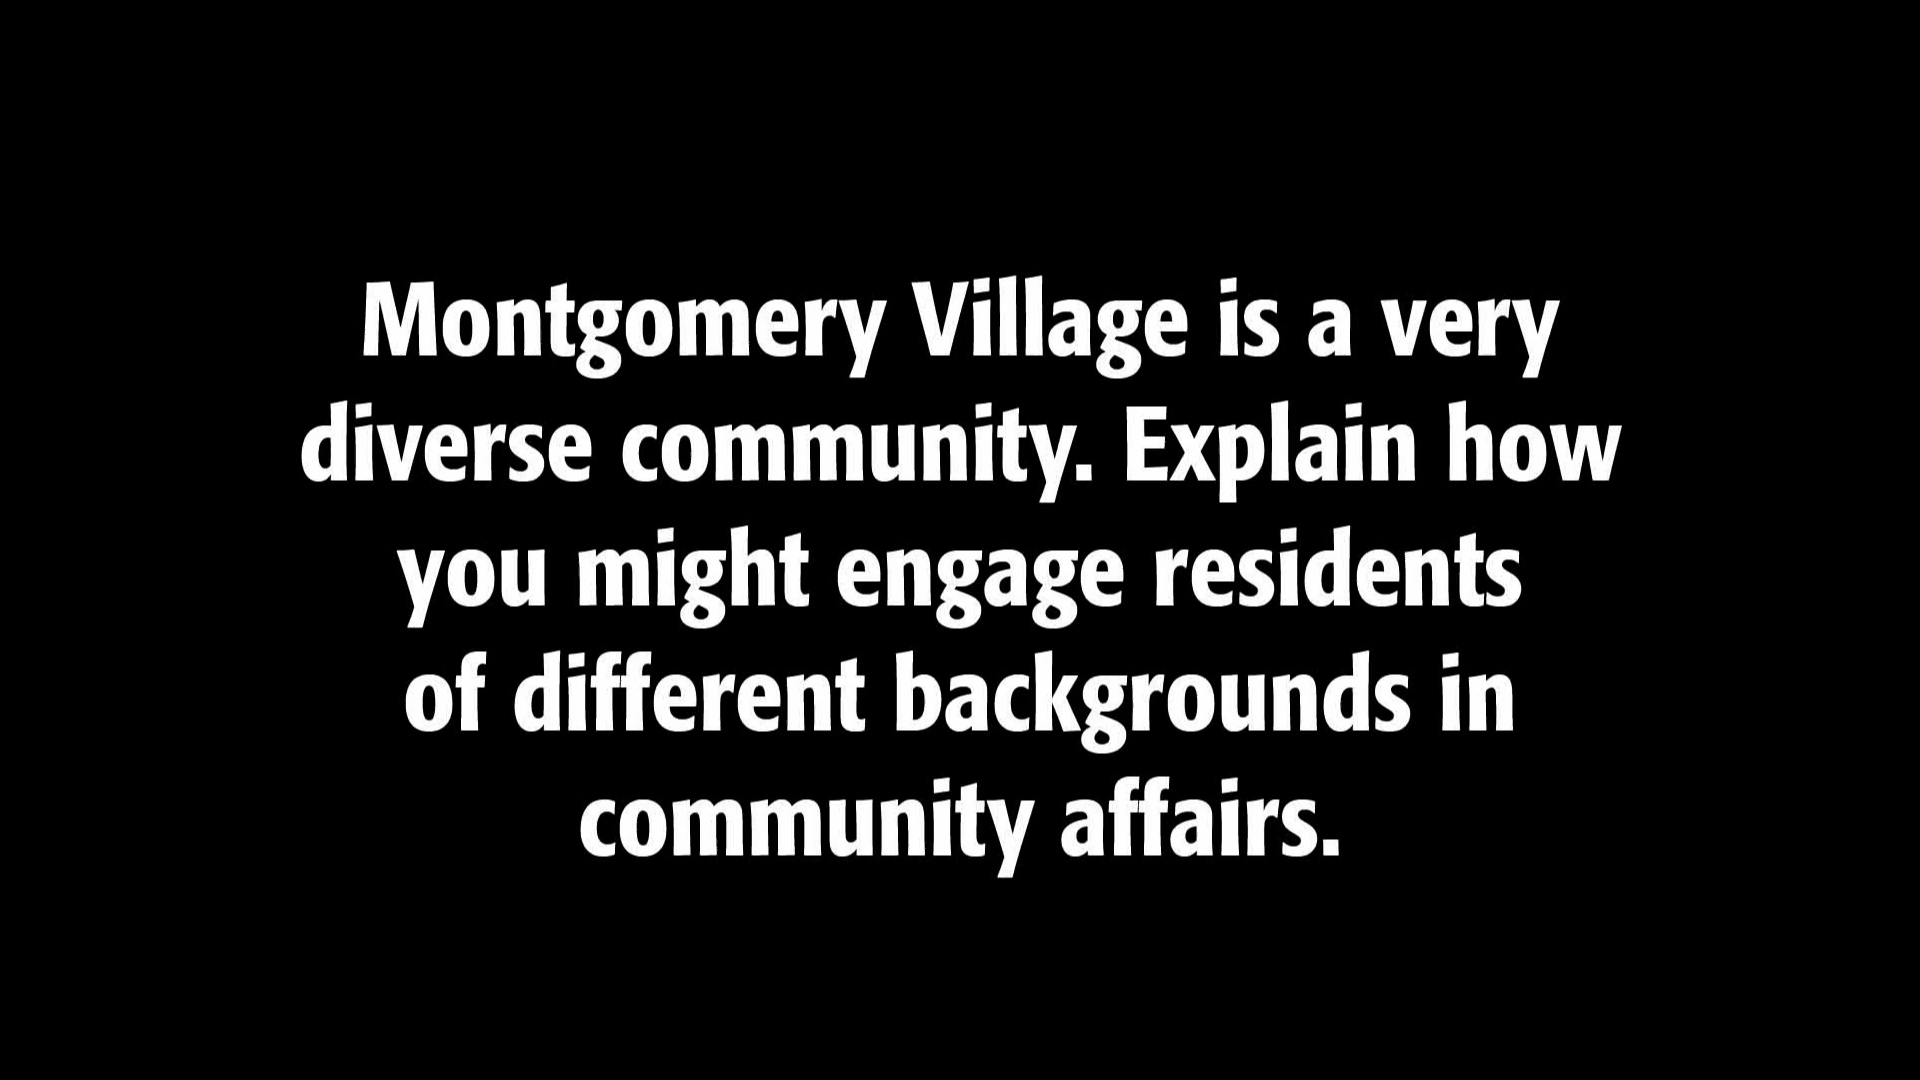 Montgomery Village is a very
diverse community. Explain how
you might engage residents
of different backgrounds in
community affairs.